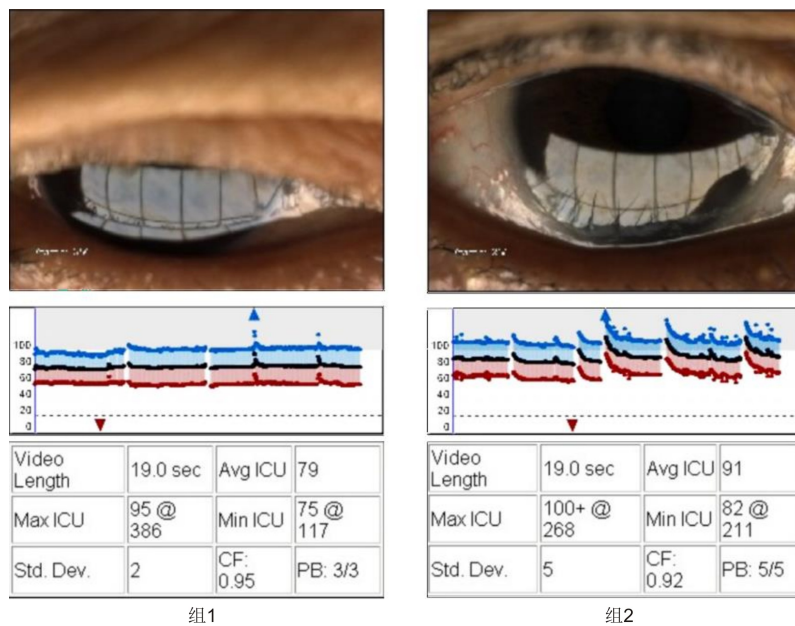 100
80
60
40
20
0
Video Length
19.0 sec
Avg ICU
79
Max ICU
95 @ 386
Min ICU
75 @ 117
Std. Dev.
2
CF: 0.95
PB: 3/3
组1
100
80
60
40
20
0
Video Length
19.0 sec
Avg ICU
91
Max ICU
100+ @ 268
Min ICU
82 @ 211
Std. Dev.
5
CF: 0.92
PB: 5/5
组2